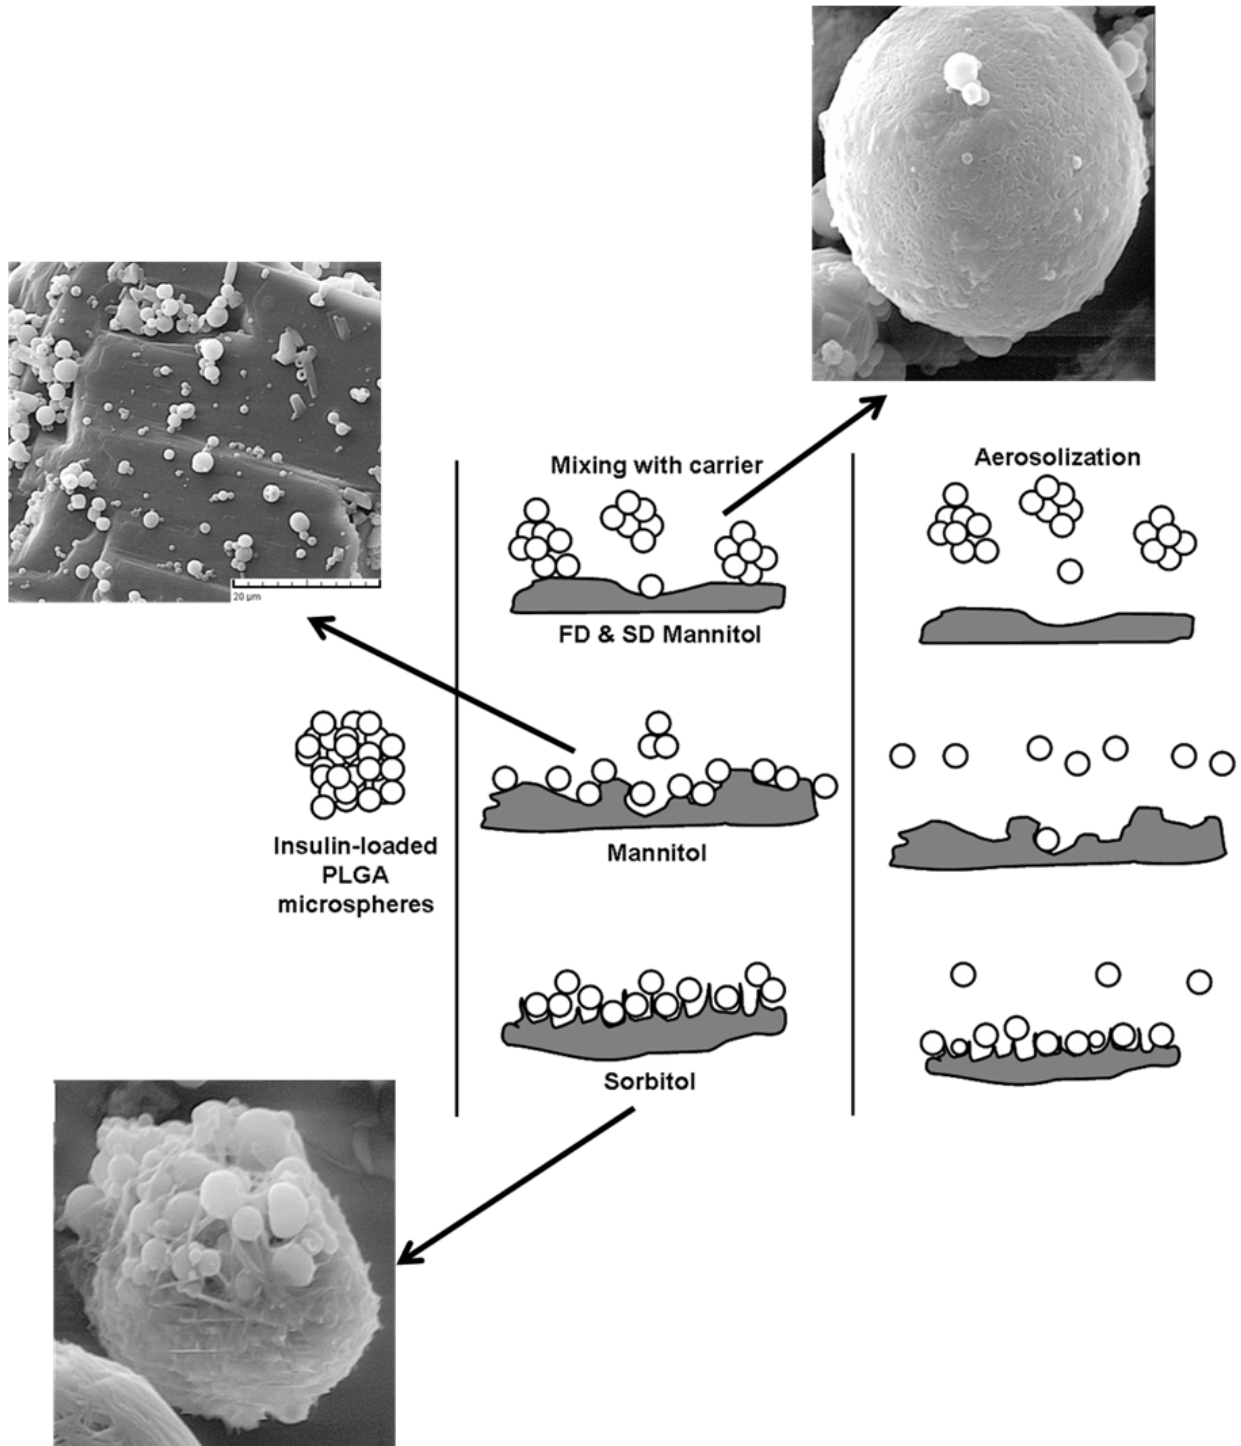 Mixing with carrier
Aerosolization
20 µm
FD & SD Mannitol
Insulin-loaded
PLGA
microspheres
Mannitol
Sorbitol